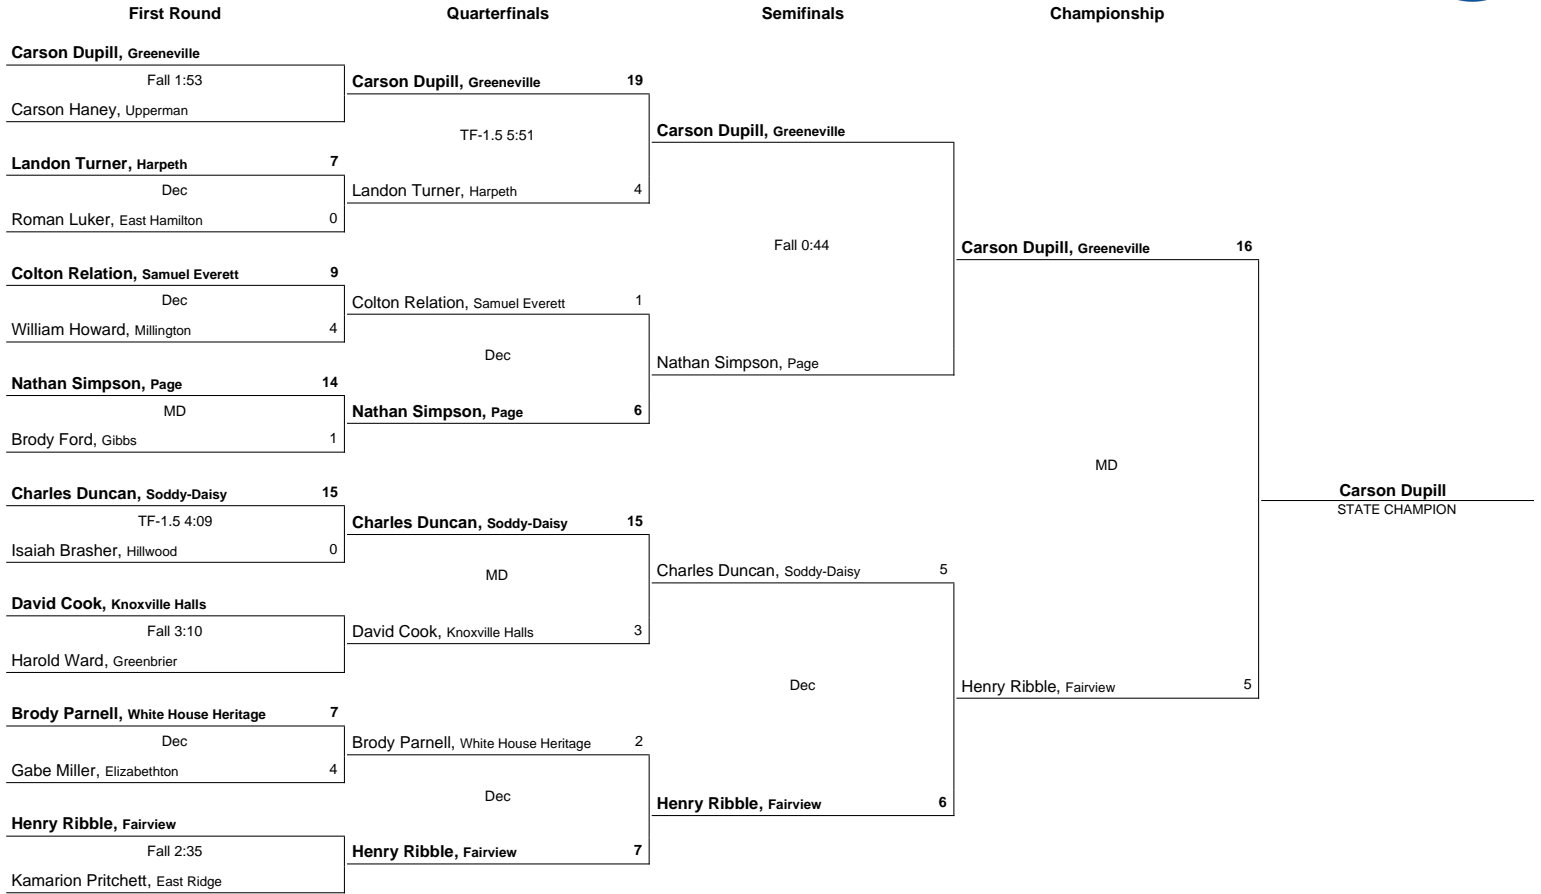 First Round Quarterfinals Semifinals Championship
Carson Dupill, Greeneville
Fall 1:53
Carson Haney, Upperman
Landon Turner, Harpeth 7
Dec
Roman Luker, East Hamilton 0
Colton Relation, Samuel Everett 9
Dec
William Howard, Millington 4
Nathan Simpson, Page 14
MD
Brody Ford, Gibbs 1
Charles Duncan, Soddy-Daisy 15
TF-1.5 4:09
Isaiah Brasher, Hillwood 0
David Cook, Knoxville Halls
Fall 3:10
Harold Ward, Greenbrier
Brody Parnell, White House Heritage 7
Dec
Gabe Miller, Elizabethton 4
Henry Ribble, Fairview
Fall 2:35
Kamarion Pritchett, East Ridge
Carson Dupill, Greeneville 19
TF-1.5 5:51
Landon Turner, Harpeth 4
Colton Relation, Samuel Everett 1
Dec
Nathan Simpson, Page 6
Charles Duncan, Soddy-Daisy 15
MD
David Cook, Knoxville Halls 3
Brody Parnell, White House Heritage 2
Dec
Henry Ribble, Fairview 7
Carson Dupill, Greeneville
Fall 0:44
Nathan Simpson, Page
Charles Duncan, Soddy-Daisy 5
Dec
Henry Ribble, Fairview 6
Carson Dupill, Greeneville 16
MD
Henry Ribble, Fairview 5
Carson Dupill
STATE CHAMPION